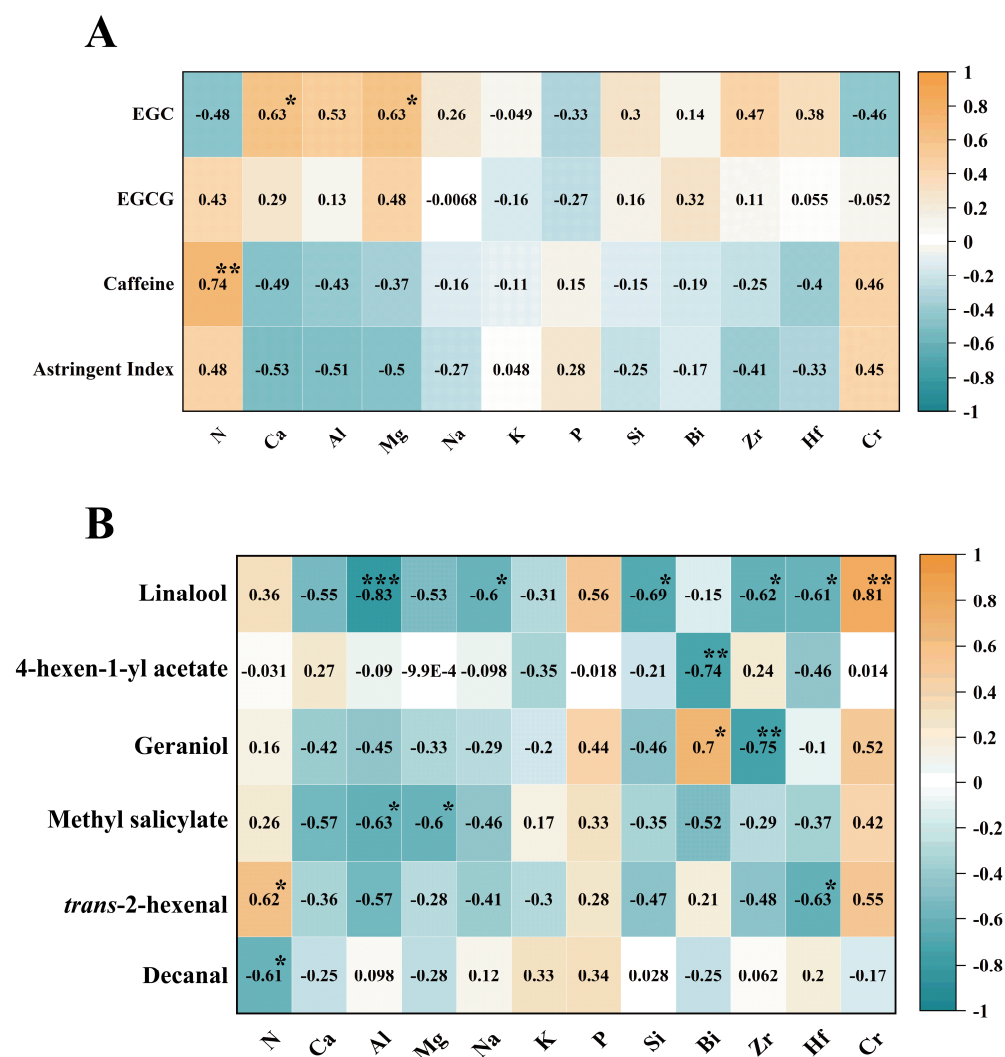 A
EGC -0.48 0.63* 0.53 0.63* 0.26 -0.049 -0.33 0.3 0.14 0.47 0.38 -0.46
EGCG 0.43 0.29 0.13 0.48 -0.0068 -0.16 -0.27 0.16 0.32 0.11 0.055 -0.052
Caffeine 0.74** -0.49 -0.43 -0.37 -0.16 -0.11 0.15 -0.15 -0.19 -0.25 -0.4 0.46
Astringent Index 0.48 -0.53 -0.51 -0.5 -0.27 0.048 0.28 -0.25 -0.17 -0.41 -0.33 0.45
N Ca Al Mg Na K P Si Bi Zr Hf Cr
1
0.8
0.6
0.4
0.2
0
-0.2
-0.4
-0.6
-0.8
-1
B
Linalool 0.36 -0.55 -0.83*** -0.53 -0.6* -0.31 0.56 -0.69* -0.15 -0.62* -0.61* 0.81**
4-hexen-1-yl acetate -0.031 0.27 -0.09 -9.9E-4 -0.098 -0.35 -0.018 -0.21 -0.74** 0.24 -0.46 0.014
Geraniol 0.16 -0.42 -0.45 -0.33 -0.29 -0.2 0.44 -0.46 0.7* -0.75** -0.1 0.52
Methyl salicylate 0.26 -0.57 -0.63* -0.6* -0.46 0.17 0.33 -0.35 -0.52 -0.29 -0.37 0.42
trans-2-hexenal 0.62* -0.36 -0.57 -0.28 -0.41 -0.3 0.28 -0.47 0.21 -0.48 -0.63* 0.55
Decanal -0.61* -0.25 0.098 -0.28 0.12 0.33 0.34 0.028 -0.25 0.062 0.2 -0.17
N Ca Al Mg Na K P Si Bi Zr Hf Cr
1
0.8
0.6
0.4
0.2
0
-0.2
-0.4
-0.6
-0.8
-1